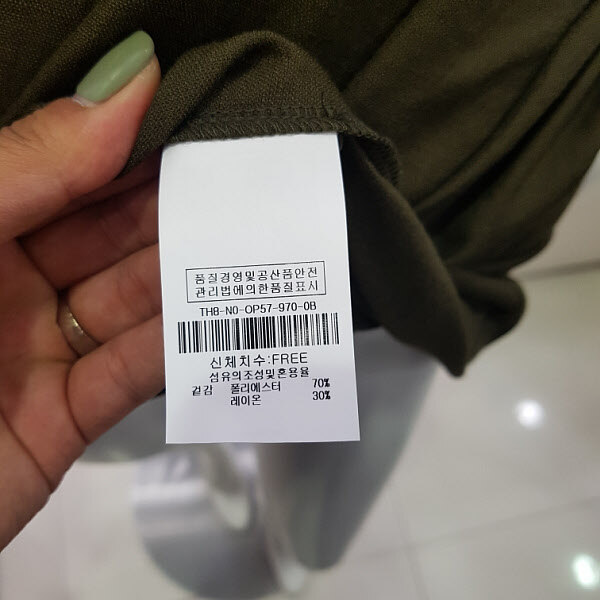 품질경영및공산품안전
관리법에의한품질표시
TH8-NO-OP57-970-OB
신체치수:FREE
섬유의조성및혼용율
겉감 폴리에스터 70%
레이온 30%